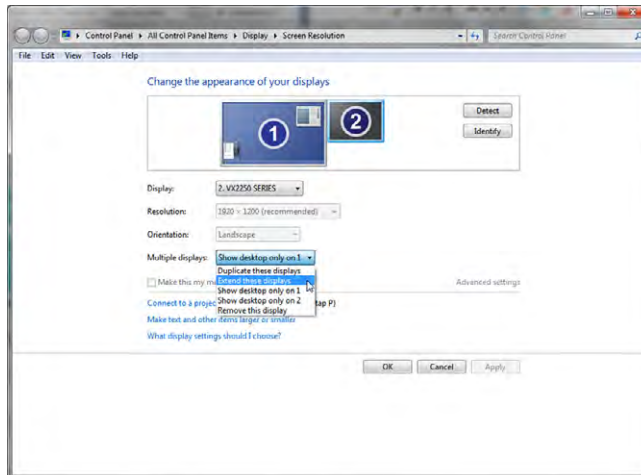 Control Panel ▸ All Control Panel Items ▸ Display ▸ Screen Resolution
Search Control Panel
File Edit View Tools Help
Change the appearance of your displays
1
2
Detect
Identify
Display: 2. VX2250 SERIES
Resolution: 1920 × 1200 (recommended)
Orientation: Landscape
Multiple displays: Show desktop only on 1
Duplicate these displays
Extend these displays
Show desktop only on 1
Show desktop only on 2
Remove this display
Make this my
Advanced settings
Connect to a
tap P)
Make text and other items larger or smaller
What display settings should I choose?
OK Cancel Apply